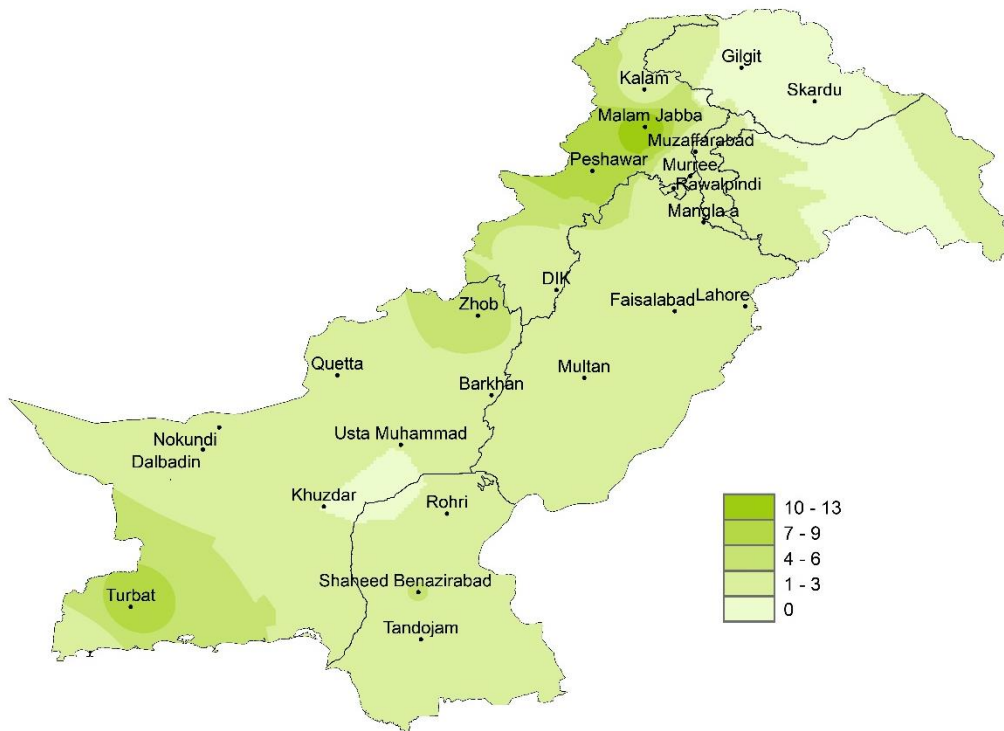 Gilgit
Kalam
Skardu
Malam Jabba
Muzaffarabad
Peshawar
Murree
Rawalpindi
Mangla a
DIK
Zhob
Faisalabad
Lahore
Quetta
Multan
Barkhan
Nokundi
Usta Muhammad
Dalbadin
Khuzdar
Rohri
10 - 13
7 - 9
4 - 6
1 - 3
0
Shaheed Benazirabad
Turbat
Tandojam